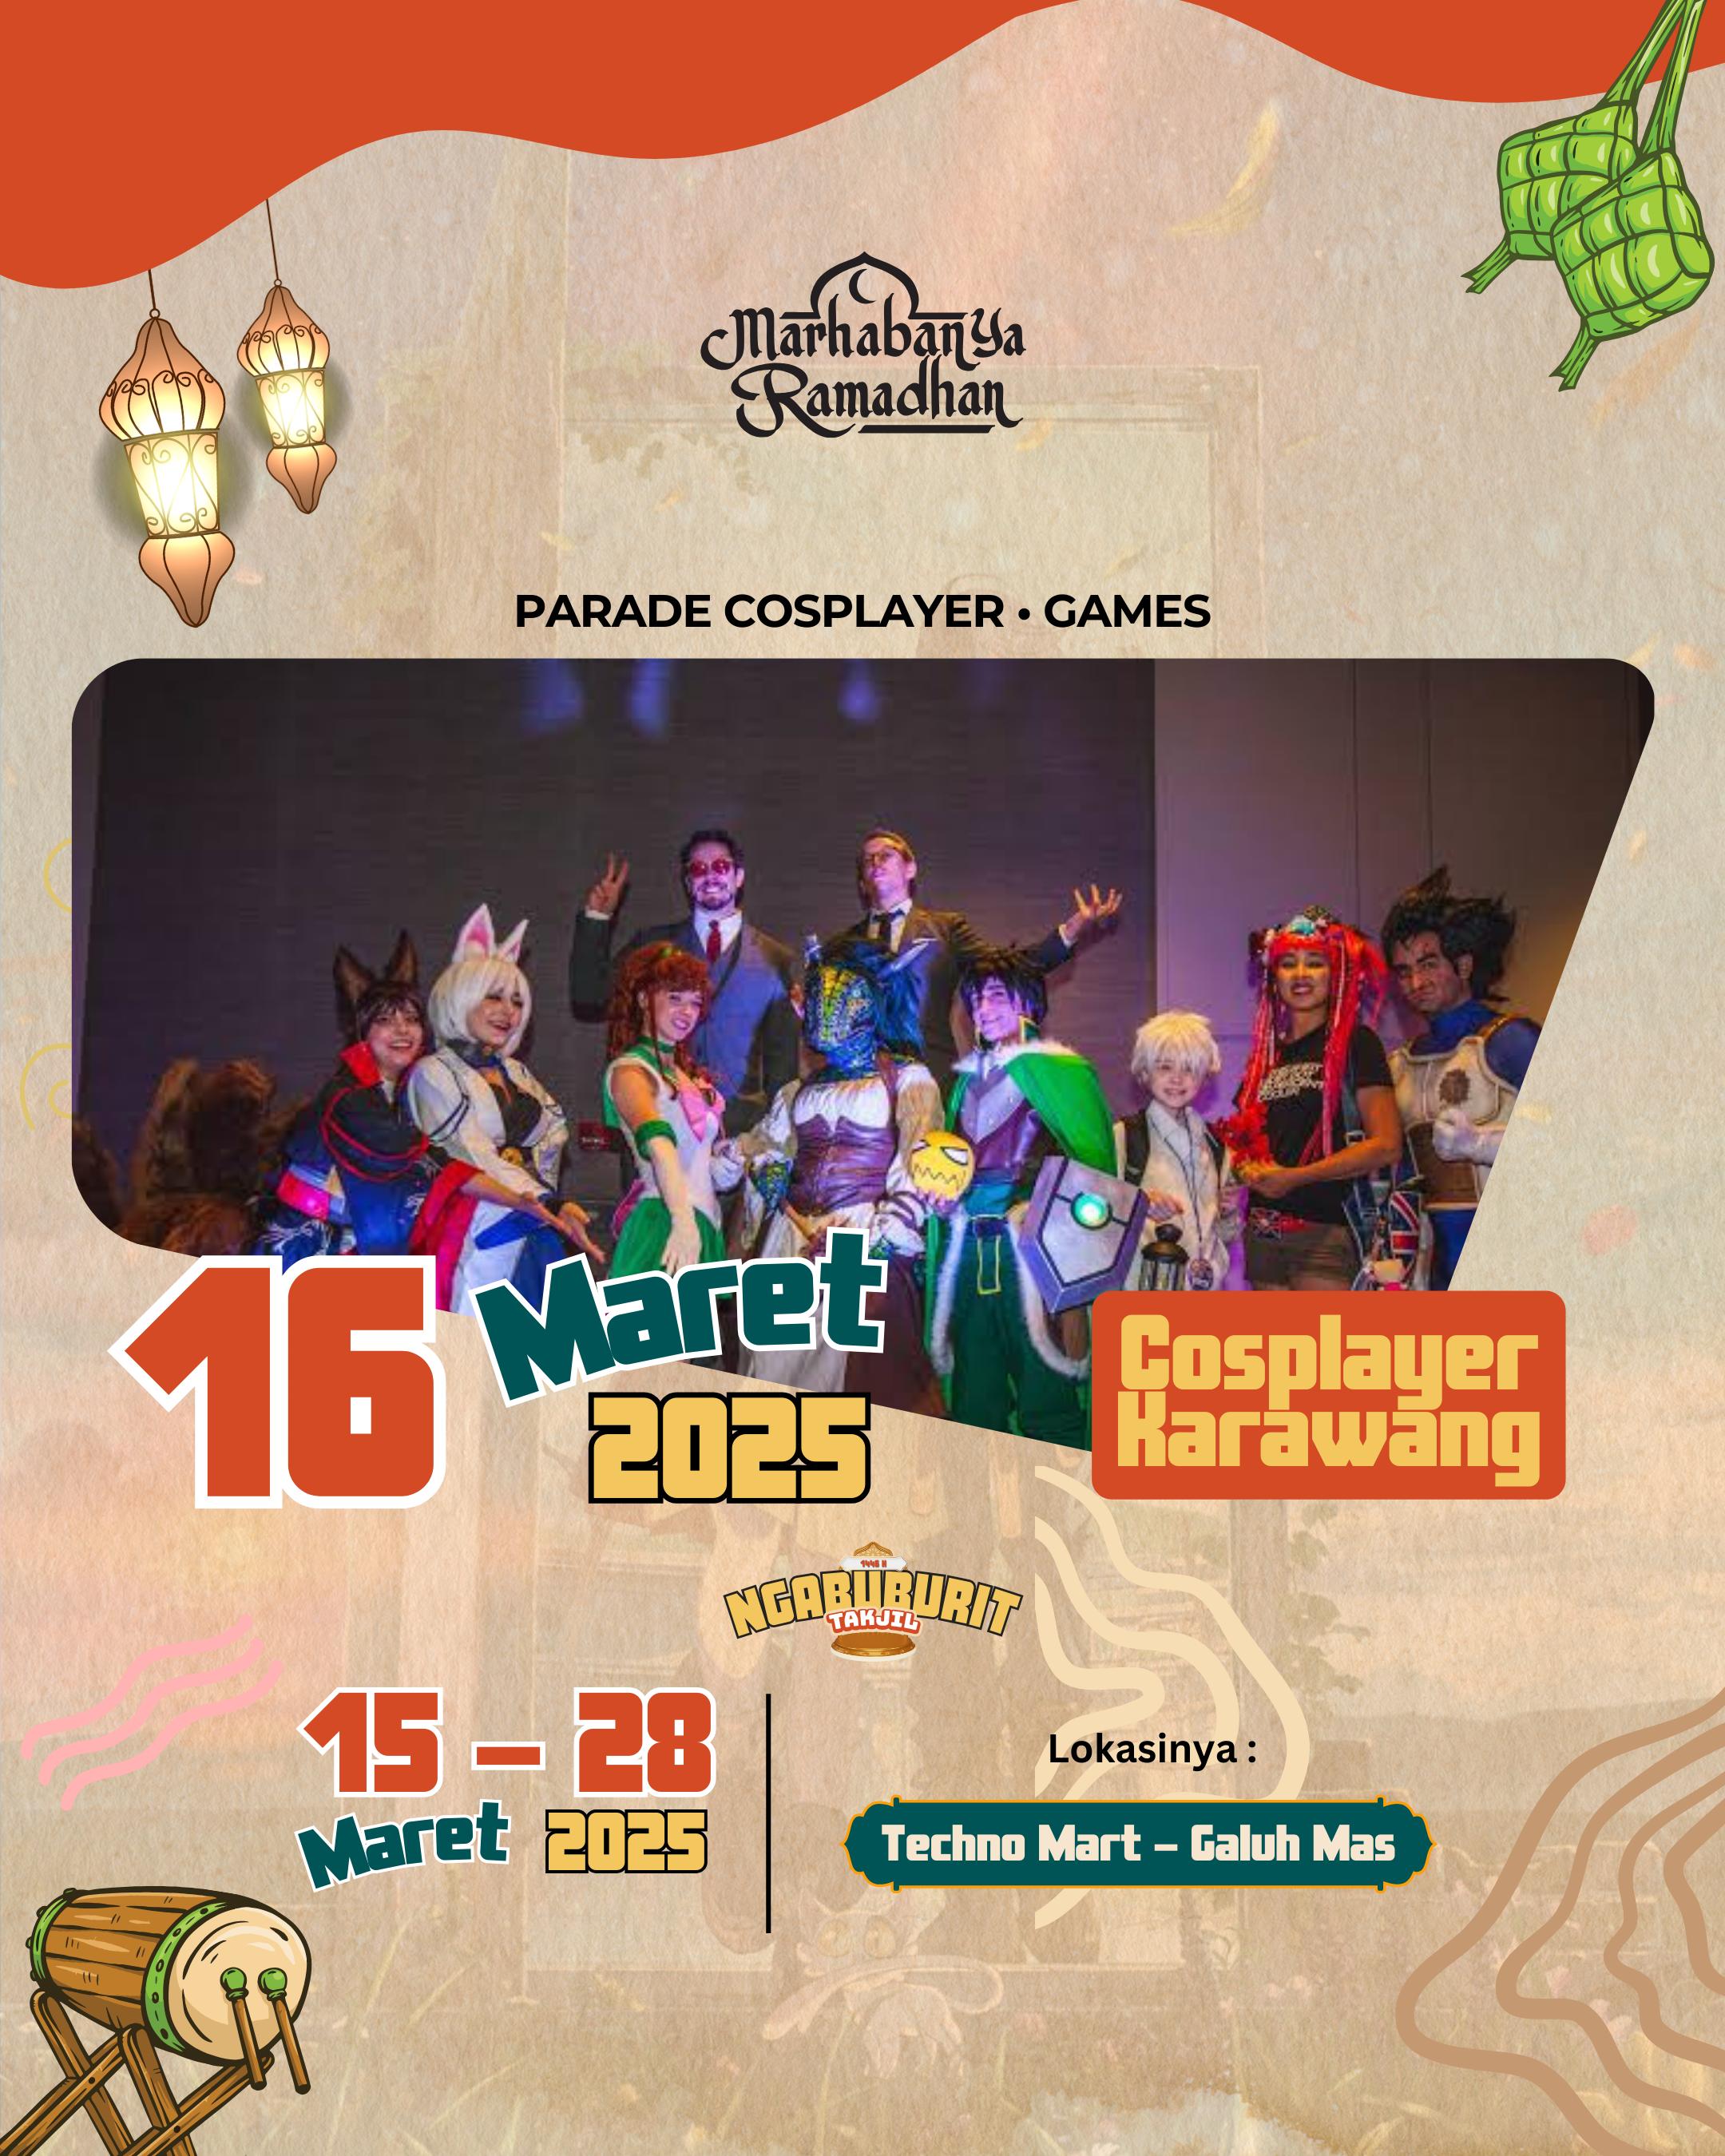 Marhaban Ya
Ramadhan
PARADE COSPLAYER • GAMES
16 Maret
2025
Cosplayer
Karawang
1446 H
NGABUBURIT
TAKJIL
15 – 28
Maret 2025
Lokasinya :
Techno Mart – Galuh Mas